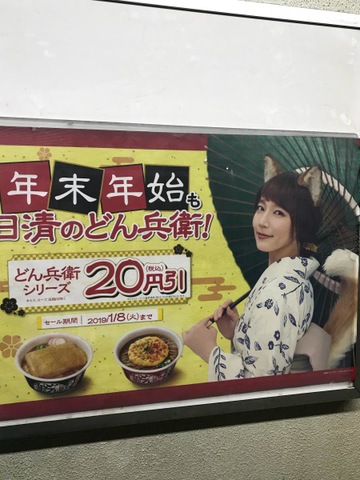 年末年始も
日清のどん兵衛!
どん兵衛
シリーズ
20円引
(税込)
セール期間 2019/1/8(火)まで